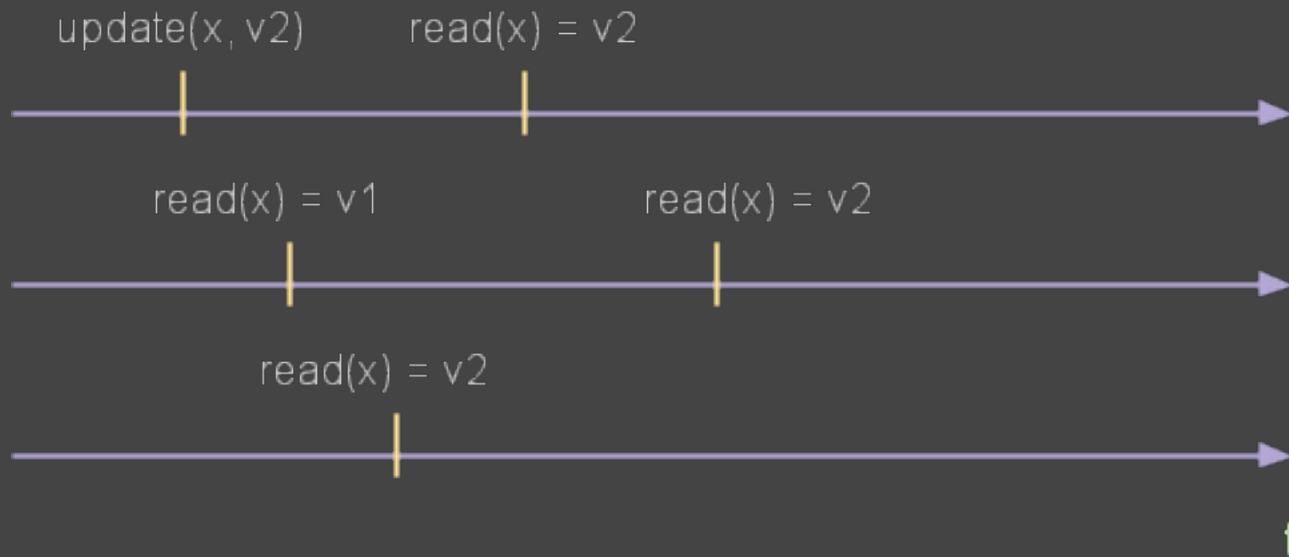 update(x, v2) read(x) = v2
read(x) = v1 read(x) = v2
read(x) = v2